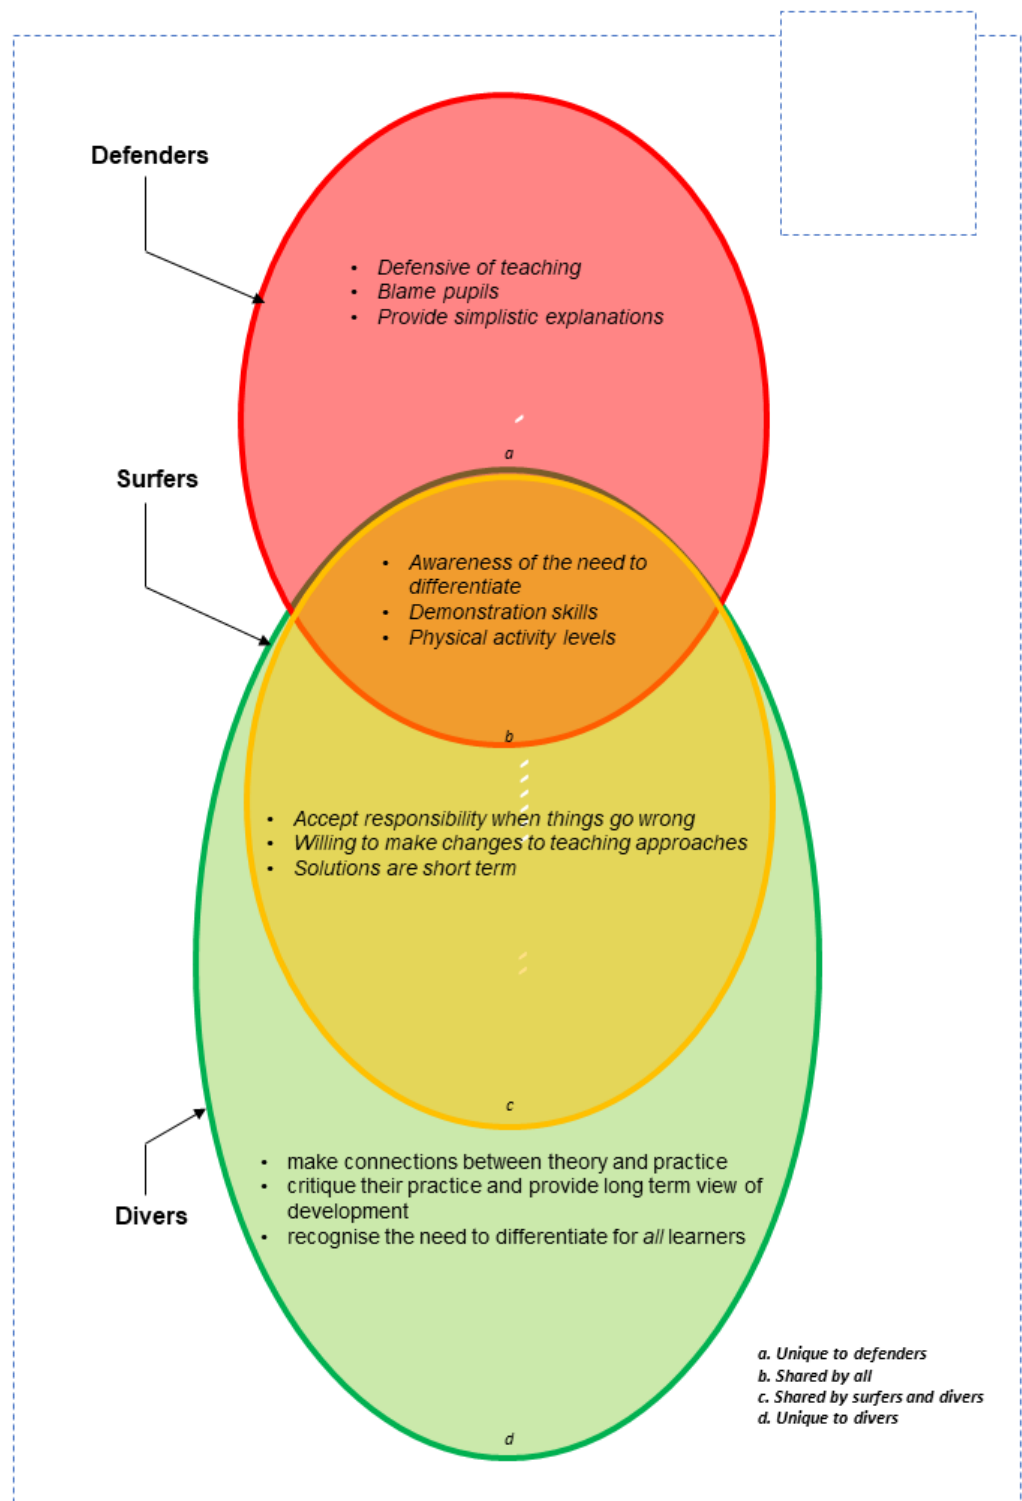 Defenders
• Defensive of teaching
• Blame pupils
• Provide simplistic explanations
a
Surfers
• Awareness of the need to
differentiate
• Demonstration skills
• Physical activity levels
b
• Accept responsibility when things go wrong
• Willing to make changes to teaching approaches
• Solutions are short term
c
• make connections between theory and practice
• critique their practice and provide long term view of
development
• recognise the need to differentiate for all learners
Divers
a. Unique to defenders
b. Shared by all
c. Shared by surfers and divers
d. Unique to divers
d